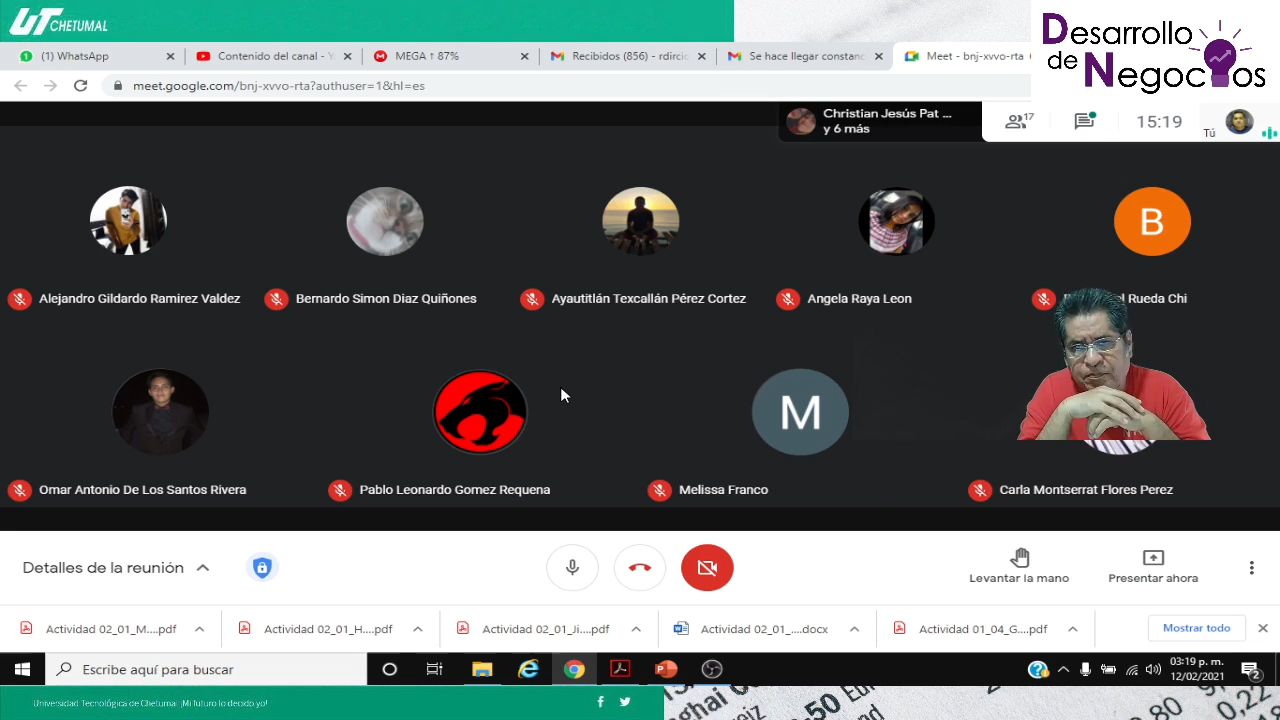 UT CHETUMAL
Desarrollo
de Negocios
(1) WhatsApp
Contenido del canal - Y
MEGA ↑ 87%
Recibidos (856) - rdirci
Se hace llegar constanc
Meet - bnj-xvvo-rta
meet.google.com/bnj-xvvo-rta?authuser=1&hl=es
Christian Jesús Pat ...
y 6 más
17
15:19
Tú
B
Alejandro Gildardo Ramirez Valdez
Bernardo Simon Diaz Quiñones
Ayautitlán Texcallán Pérez Cortez
Angela Raya Leon
Rueda Chi
M
Omar Antonio De Los Santos Rivera
Pablo Leonardo Gomez Requena
Melissa Franco
Carla Montserrat Flores Perez
Detalles de la reunión
Levantar la mano
Presentar ahora
Actividad 02_01_M....pdf
Actividad 02_01_H....pdf
Actividad 02_01_Ji....pdf
Actividad 02_01_....docx
Actividad 01_04_G....pdf
Mostrar todo
Escribe aquí para buscar
03:19 p. m.
12/02/2021
2
Universidad Tecnológica de Chetumal ¡Mi futuro lo decido yo!